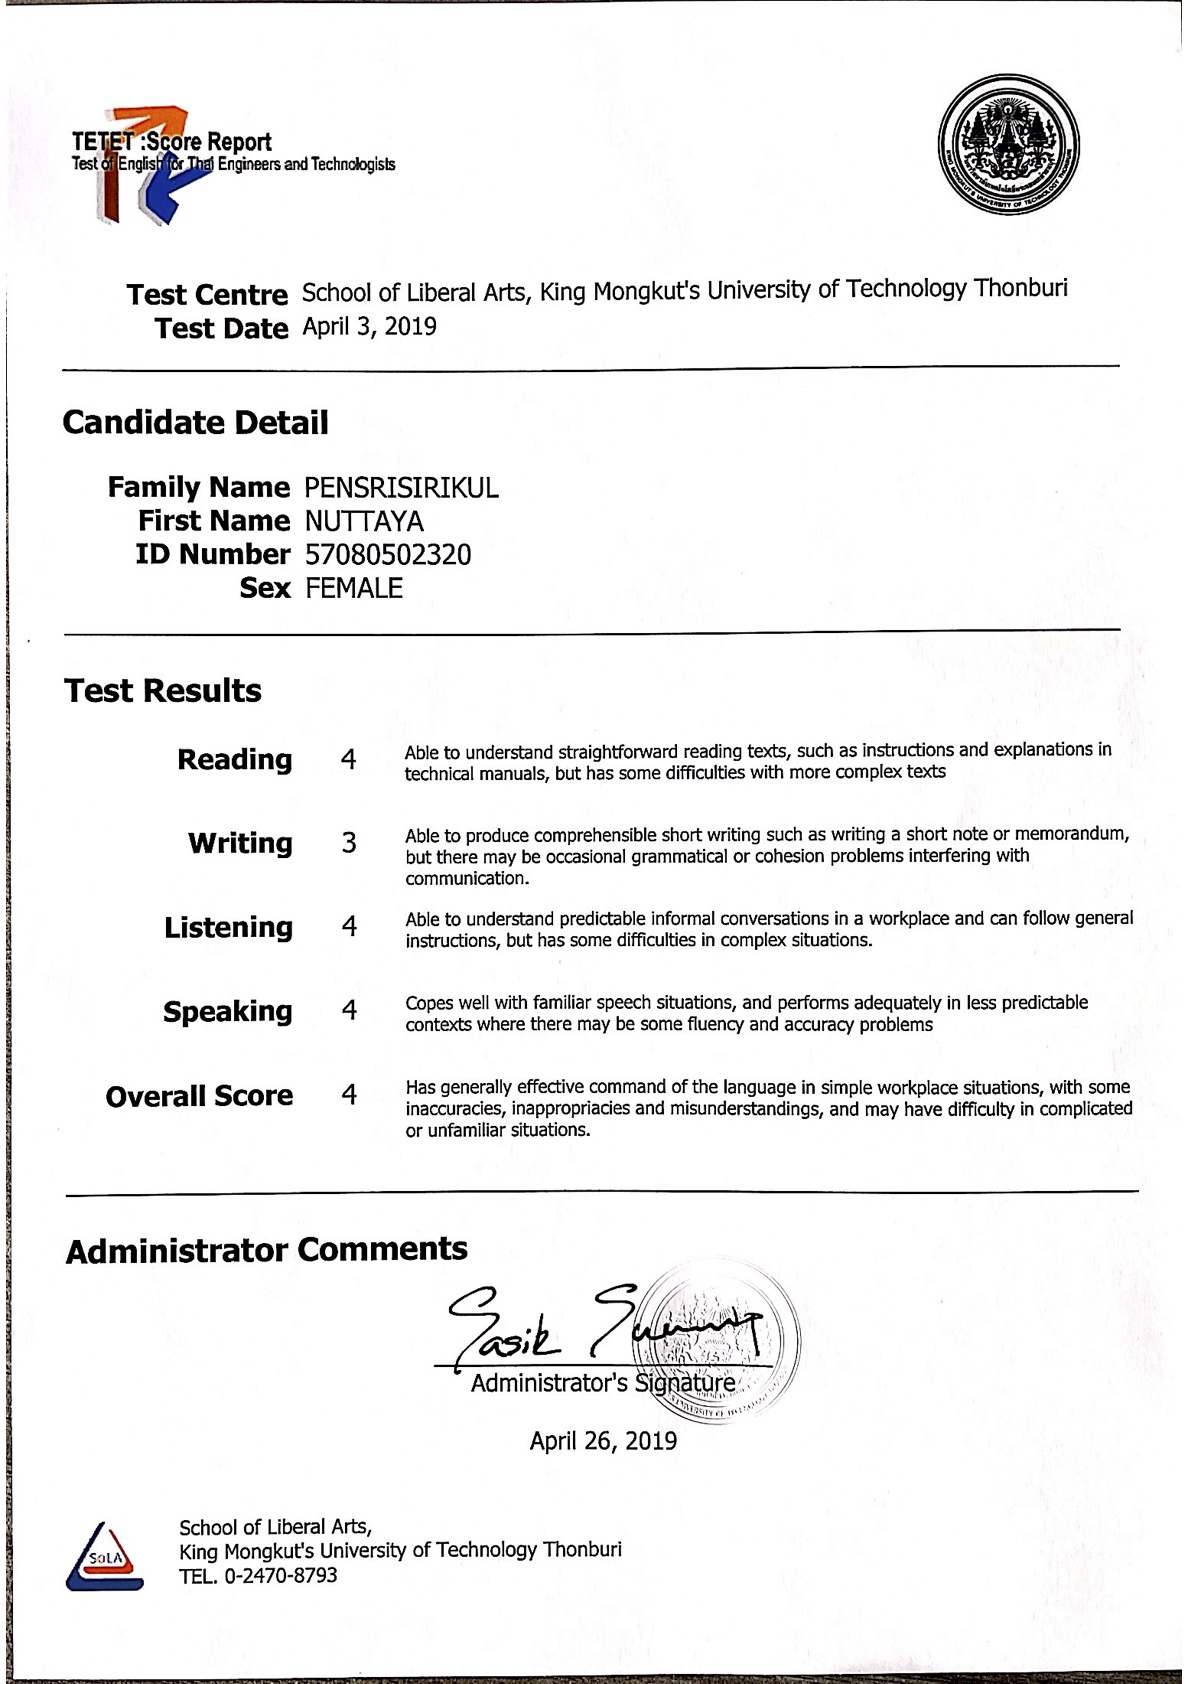 TETET :Score Report
Test of English for Thai Engineers and Technologists
KING MONGKUT'S UNIVERSITY OF TECHNOLOGY THONBURI
Test Centre School of Liberal Arts, King Mongkut's University of Technology Thonburi
Test Date April 3, 2019
Candidate Detail
Family Name PENSRISIRIKUL
First Name NUTTAYA
ID Number 57080502320
Sex FEMALE
Test Results
Reading 4 Able to understand straightforward reading texts, such as instructions and explanations in
technical manuals, but has some difficulties with more complex texts
Writing 3 Able to produce comprehensible short writing such as writing a short note or memorandum,
but there may be occasional grammatical or cohesion problems interfering with
communication.
Listening 4 Able to understand predictable informal conversations in a workplace and can follow general
instructions, but has some difficulties in complex situations.
Speaking 4 Copes well with familiar speech situations, and performs adequately in less predictable
contexts where there may be some fluency and accuracy problems
Overall Score 4 Has generally effective command of the language in simple workplace situations, with some
inaccuracies, inappropriacies and misunderstandings, and may have difficulty in complicated
or unfamiliar situations.
Administrator Comments
Sasik
Administrator's Signature
April 26, 2019
SoLA
School of Liberal Arts,
King Mongkut's University of Technology Thonburi
TEL. 0-2470-8793